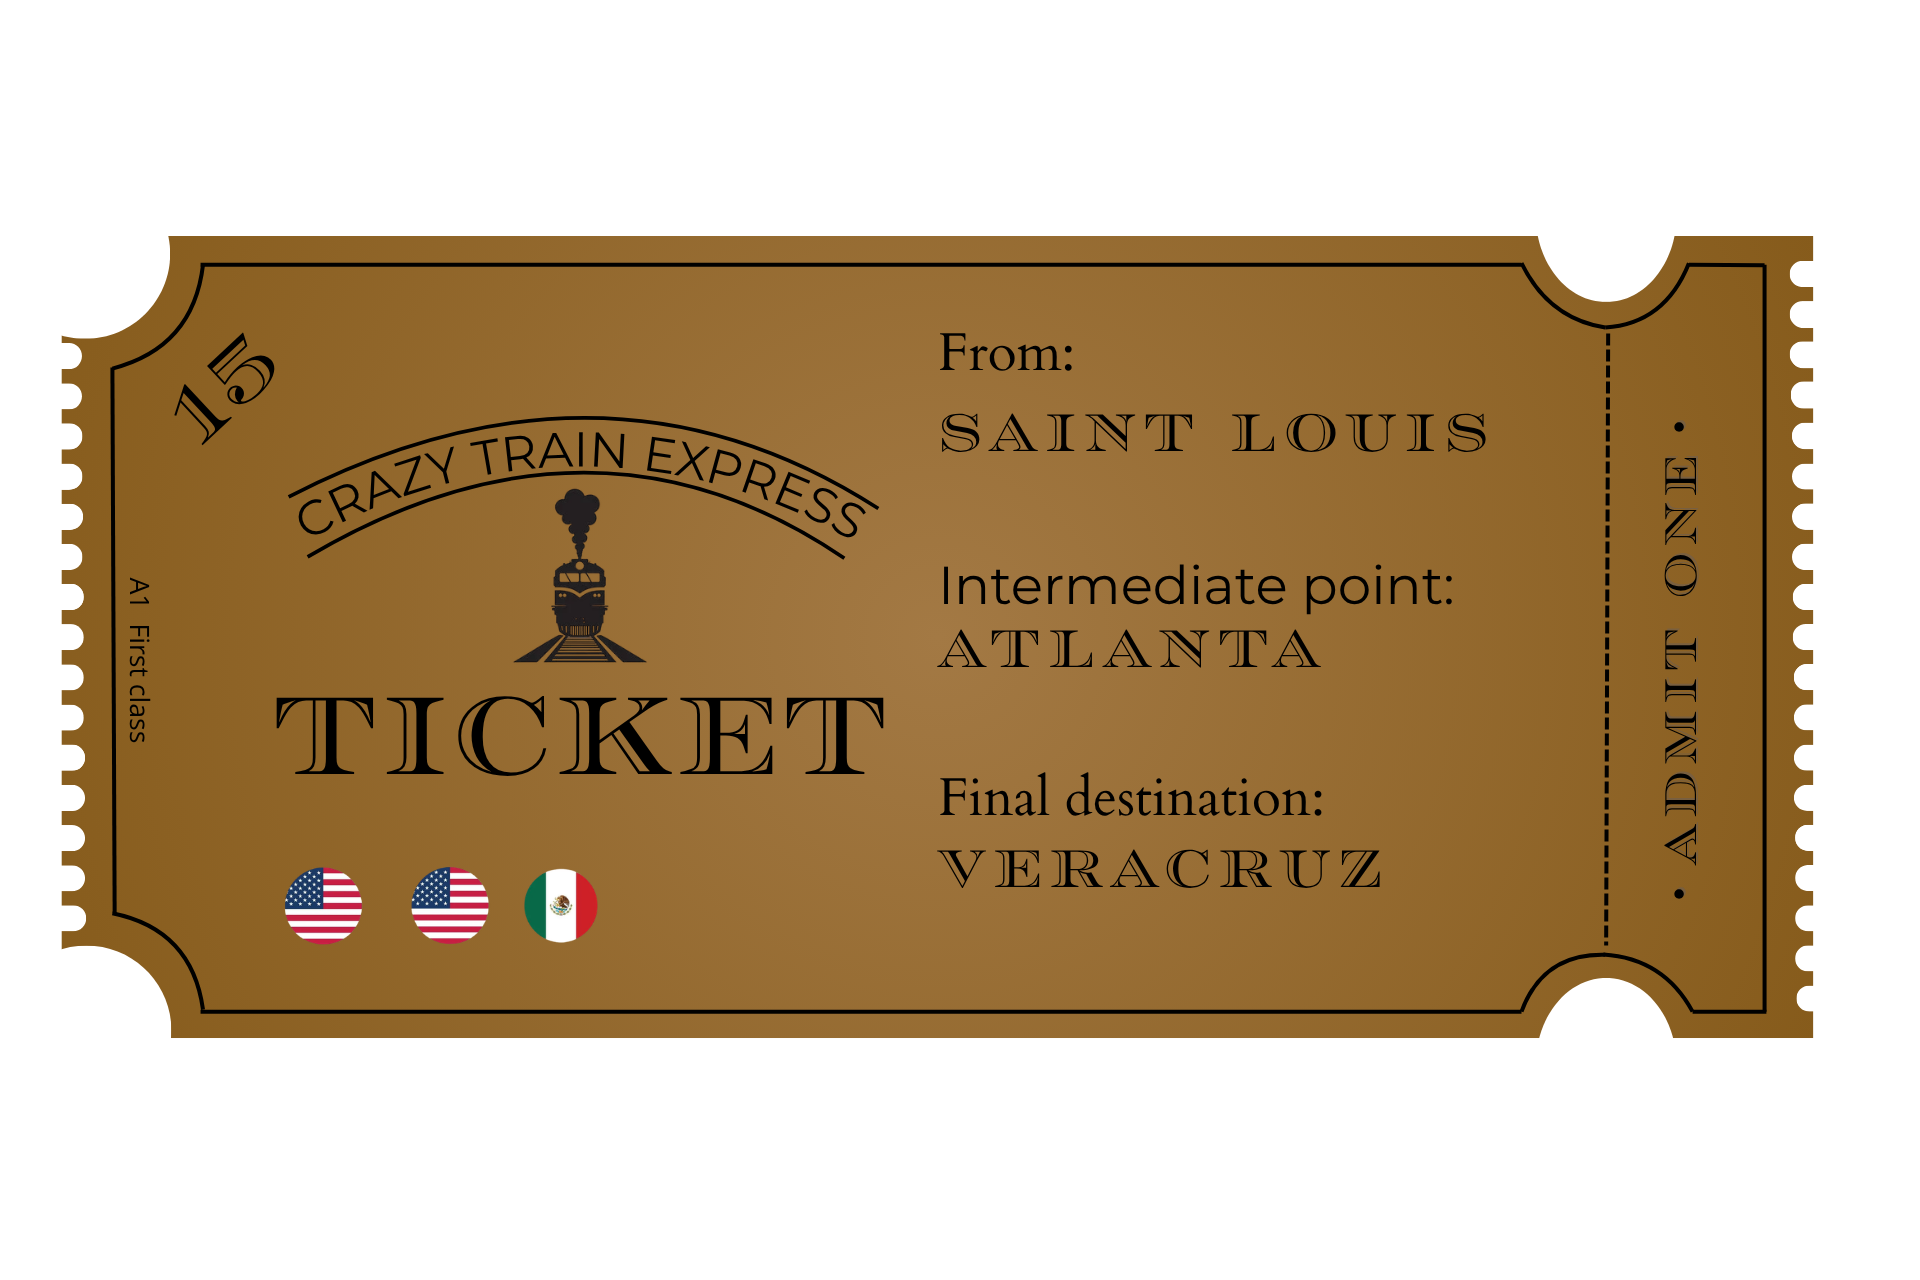 15
CRAZY TRAIN EXPRESS
TICKET
A1 First class
From:
SAINT LOUIS
Intermediate point:
ATLANTA
Final destination:
VERACRUZ
• ADMIT ONE •